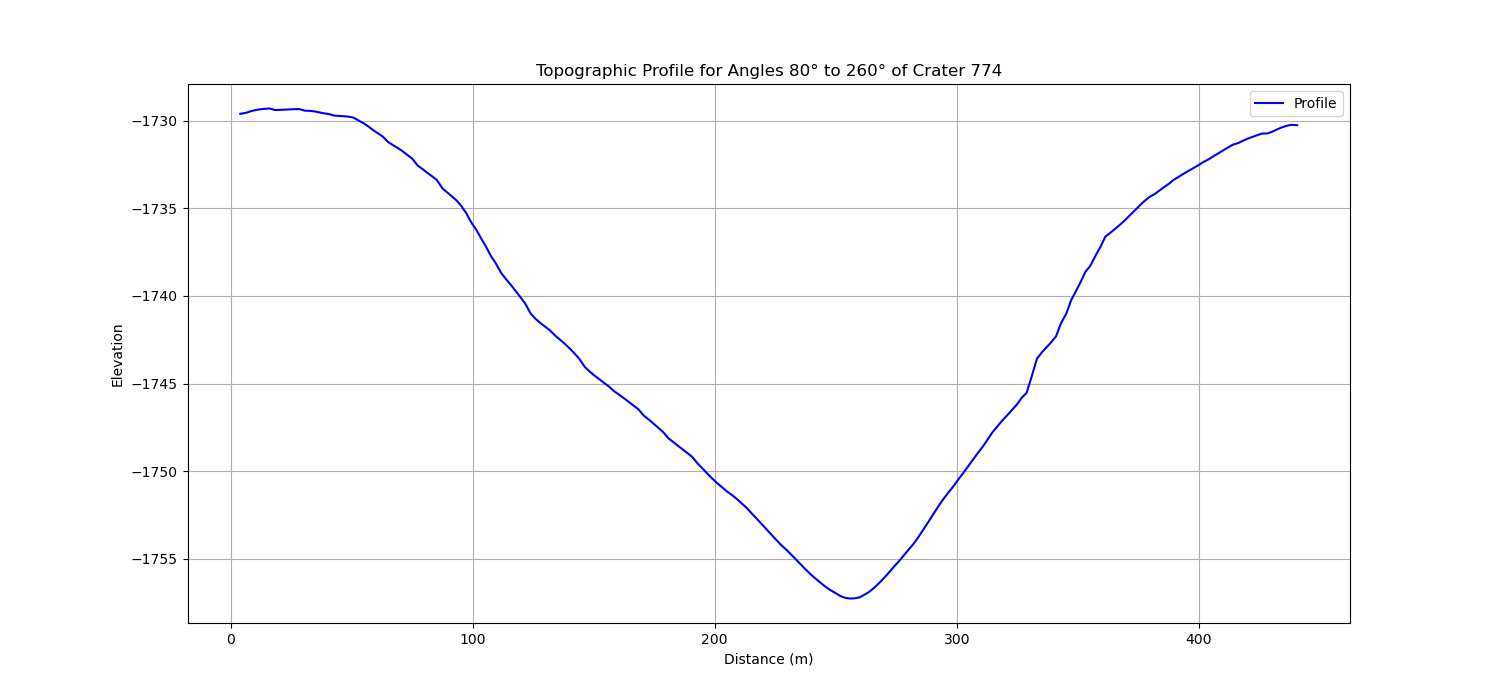 Topographic Profile for Angles 80° to 260° of Crater 774
Profile
−1730
−1735
−1740
−1745
−1750
−1755
Elevation
0 100 200 300 400
Distance (m)